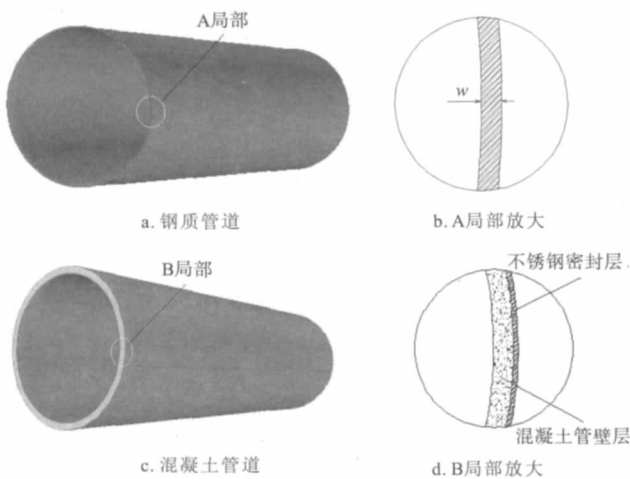 A局部
w
a.钢质管道
b.A局部放大
B局部
不锈钢密封层
混凝土管壁层
c.混凝土管道
d.B局部放大